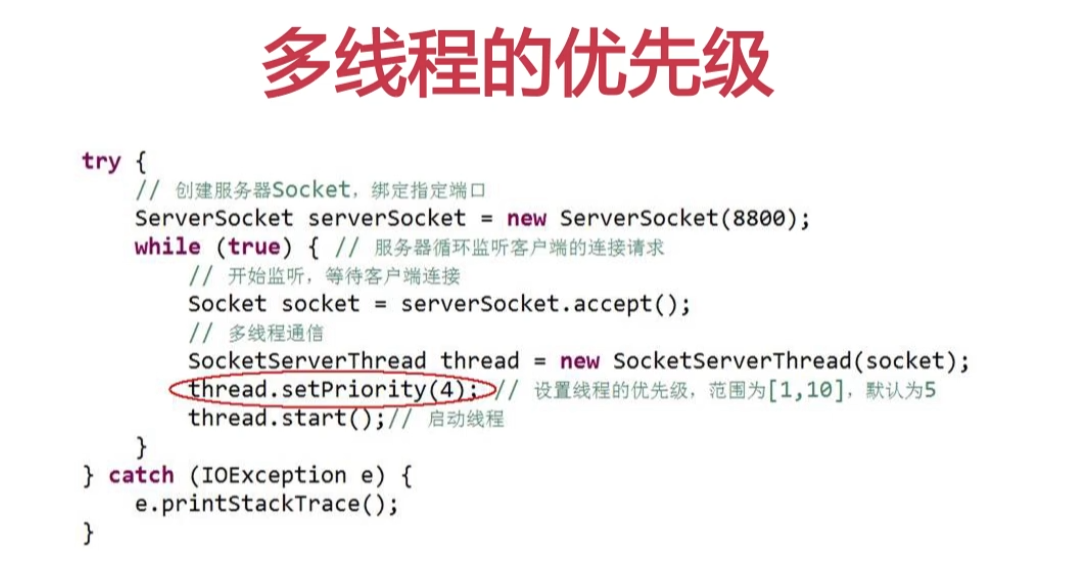 多线程的优先级
try {
// 创建服务器Socket，绑定指定端口
ServerSocket serverSocket = new ServerSocket(8800);
while (true) { // 服务器循环监听客户端的连接请求
// 开始监听，等待客户端连接
Socket socket = serverSocket.accept();
// 多线程通信
SocketServerThread thread = new SocketServerThread(socket);
thread.setPriority(4); // 设置线程的优先级，范围为[1,10]，默认为5
thread.start();// 启动线程
}
} catch (IOException e) {
e.printStackTrace();
}